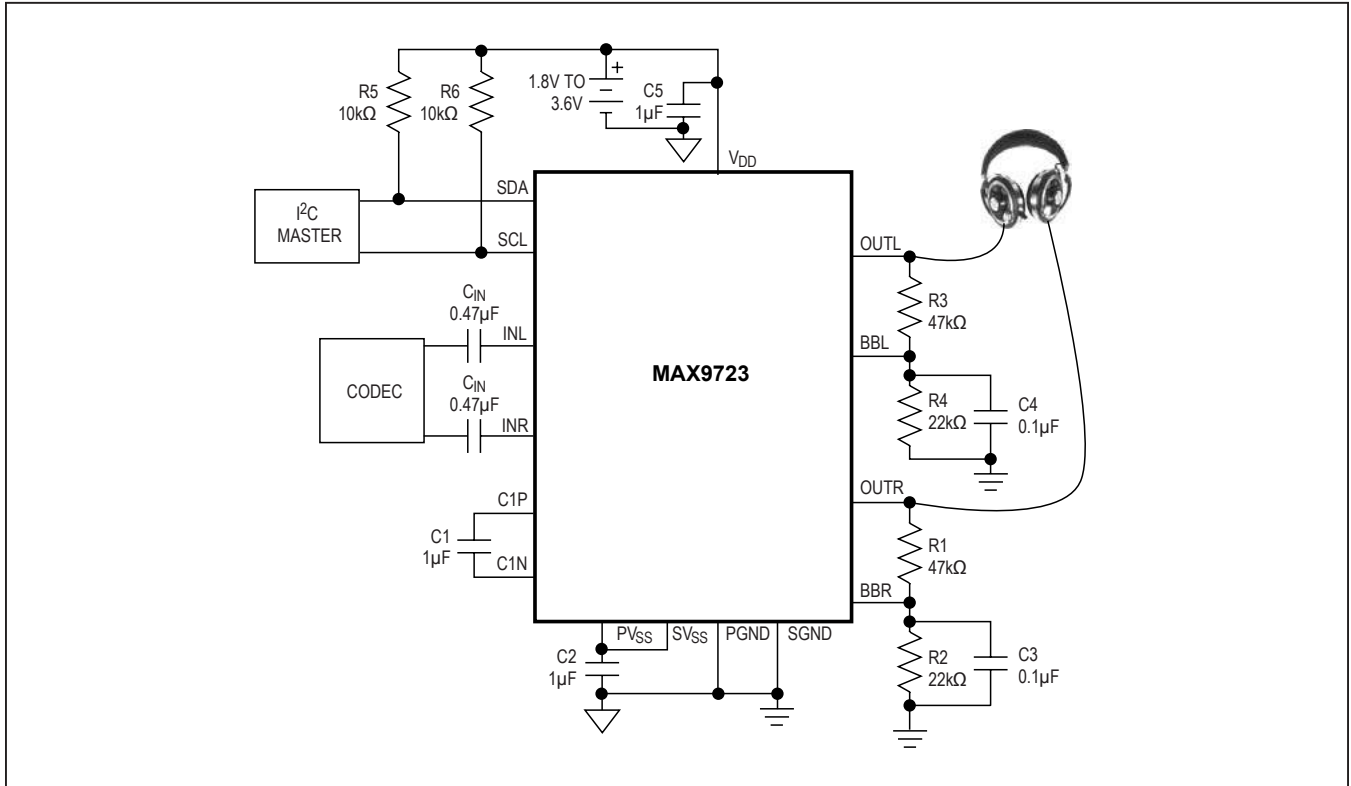 R5
10kΩ
R6
10kΩ
1.8V TO
3.6V
+
C5
1µF
VDD
I2C
MASTER
SDA
SCL
CIN
0.47µF
INL
CODEC
CIN
0.47µF
INR
C1P
C1
1µF
C1N
MAX9723
OUTL
R3
47kΩ
BBL
R4
22kΩ
C4
0.1µF
OUTR
R1
47kΩ
BBR
R2
22kΩ
C3
0.1µF
PVSS
SVSS
PGND
SGND
C2
1µF